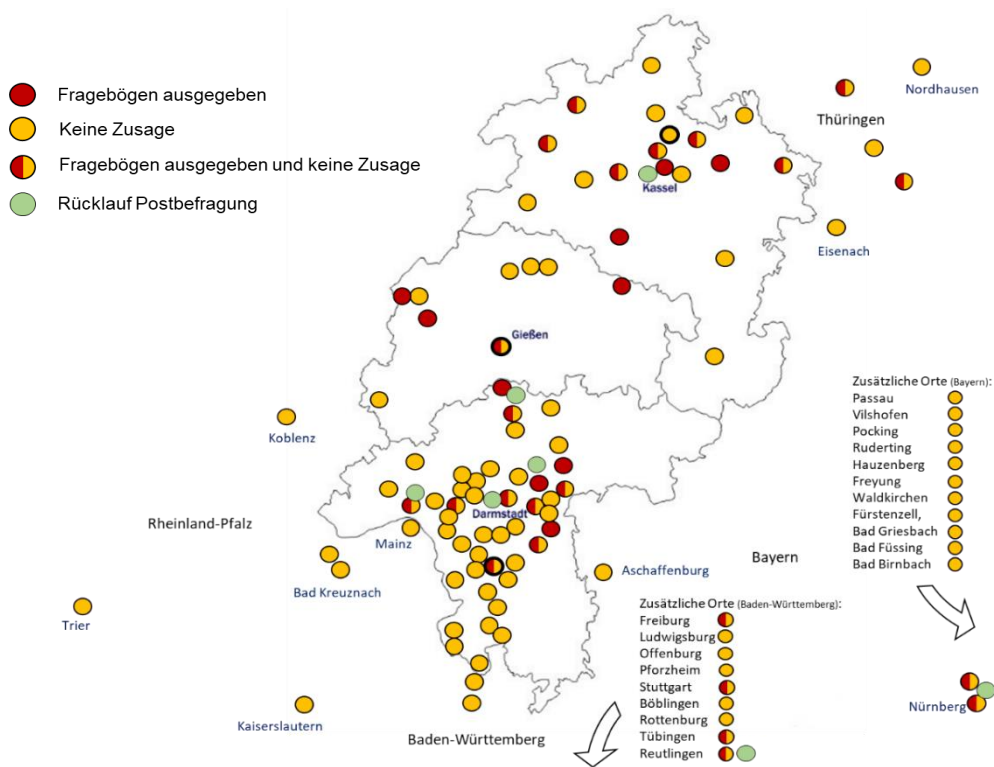 Fragebögen ausgegeben
Keine Zusage
Fragebögen ausgegeben und keine Zusage
Rücklauf Postbefragung
Nordhausen
Thüringen
Kassel
Eisenach
Gießen
Koblenz
Zusätzliche Orte (Bayern):
Passau
Vilshofen
Pocking
Ruderting
Hauzenberg
Freyung
Waldkirchen
Fürstenzell,
Bad Griesbach
Bad Füssing
Bad Birnbach
Darmstadt
Rheinland-Pfalz
Mainz
Bayern
Aschaffenburg
Bad Kreuznach
Trier
Zusätzliche Orte (Baden-Württemberg):
Freiburg
Ludwigsburg
Offenburg
Pforzheim
Stuttgart
Böblingen
Rottenburg
Tübingen
Reutlingen
Nürnberg
Kaiserslautern
Baden-Württemberg